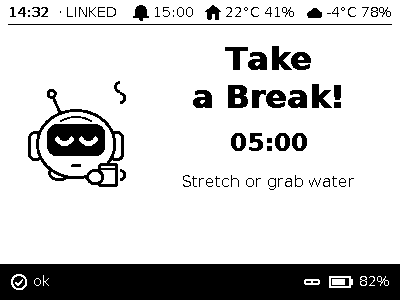 14:32 · LINKED 15:00 22°C 41% -4°C 78%
Take
a Break!
05:00
Stretch or grab water
ok 82%